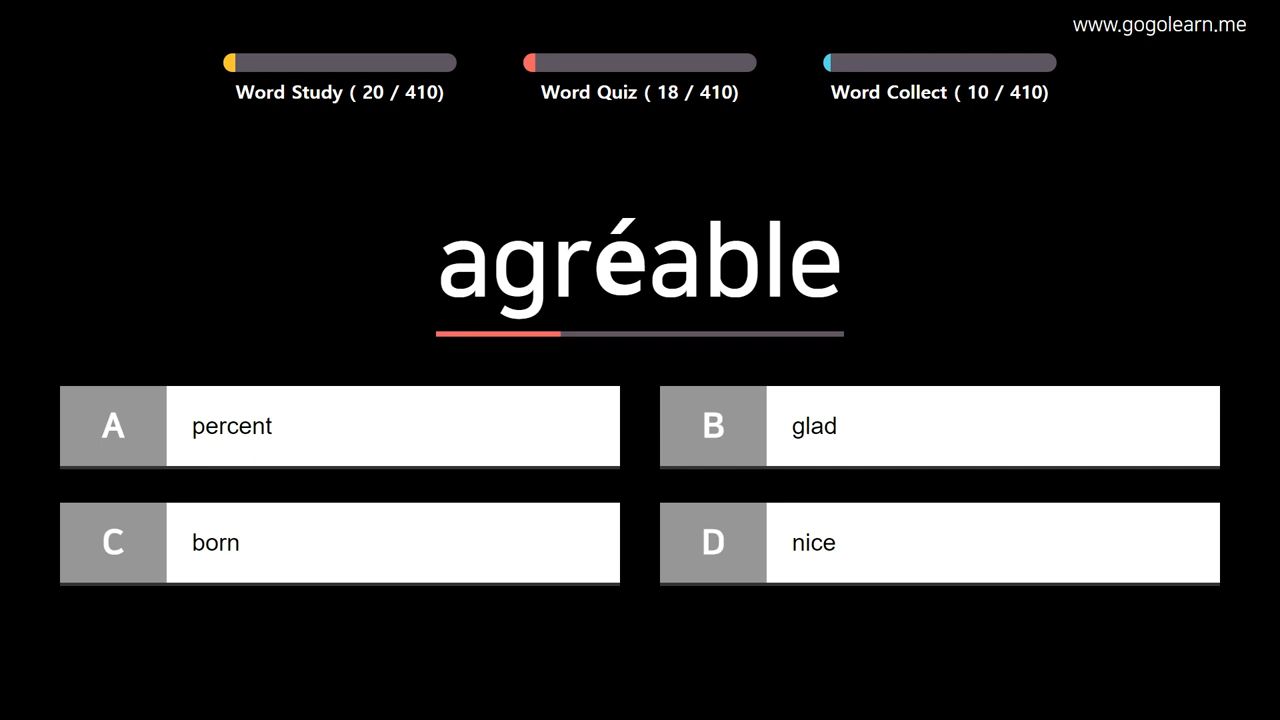 www.gogolearn.me
Word Study ( 20 / 410)
Word Quiz ( 18 / 410)
Word Collect ( 10 / 410)
agréable
A percent
B glad
C born
D nice